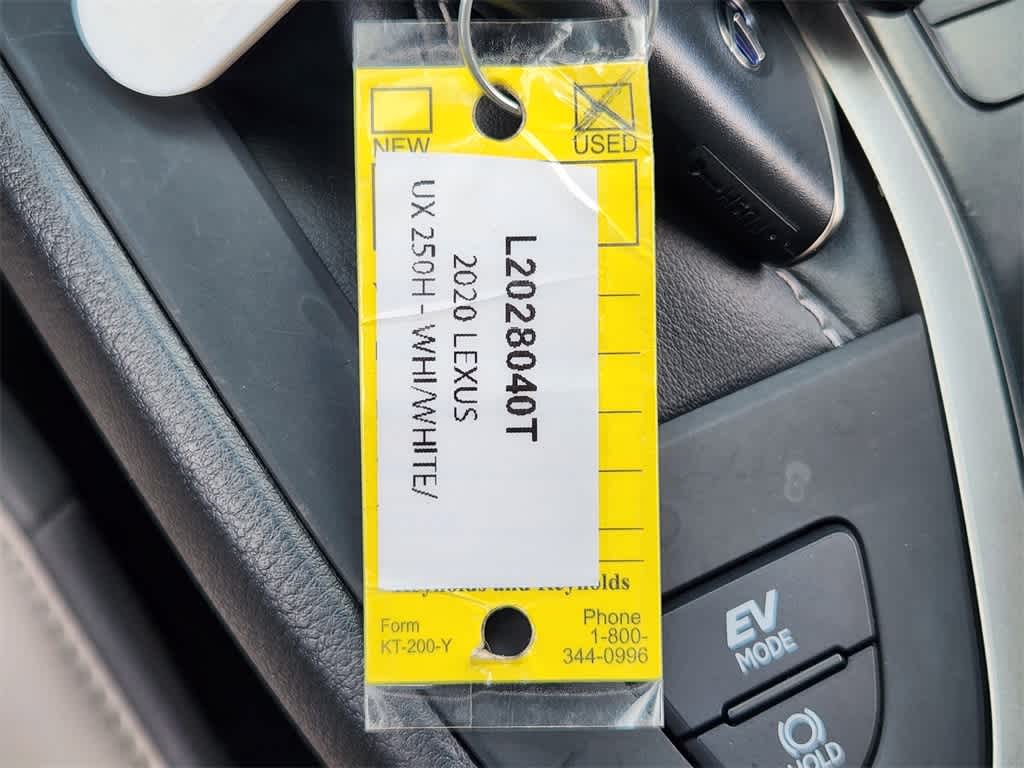 NEW
USED
L2028040T
2020 LEXUS
UX 250H - WHI/WHITE/
Reynolds and Reynolds
Form
KT-200-Y
Phone
1-800-
344-0996
EV
MODE
HOLD